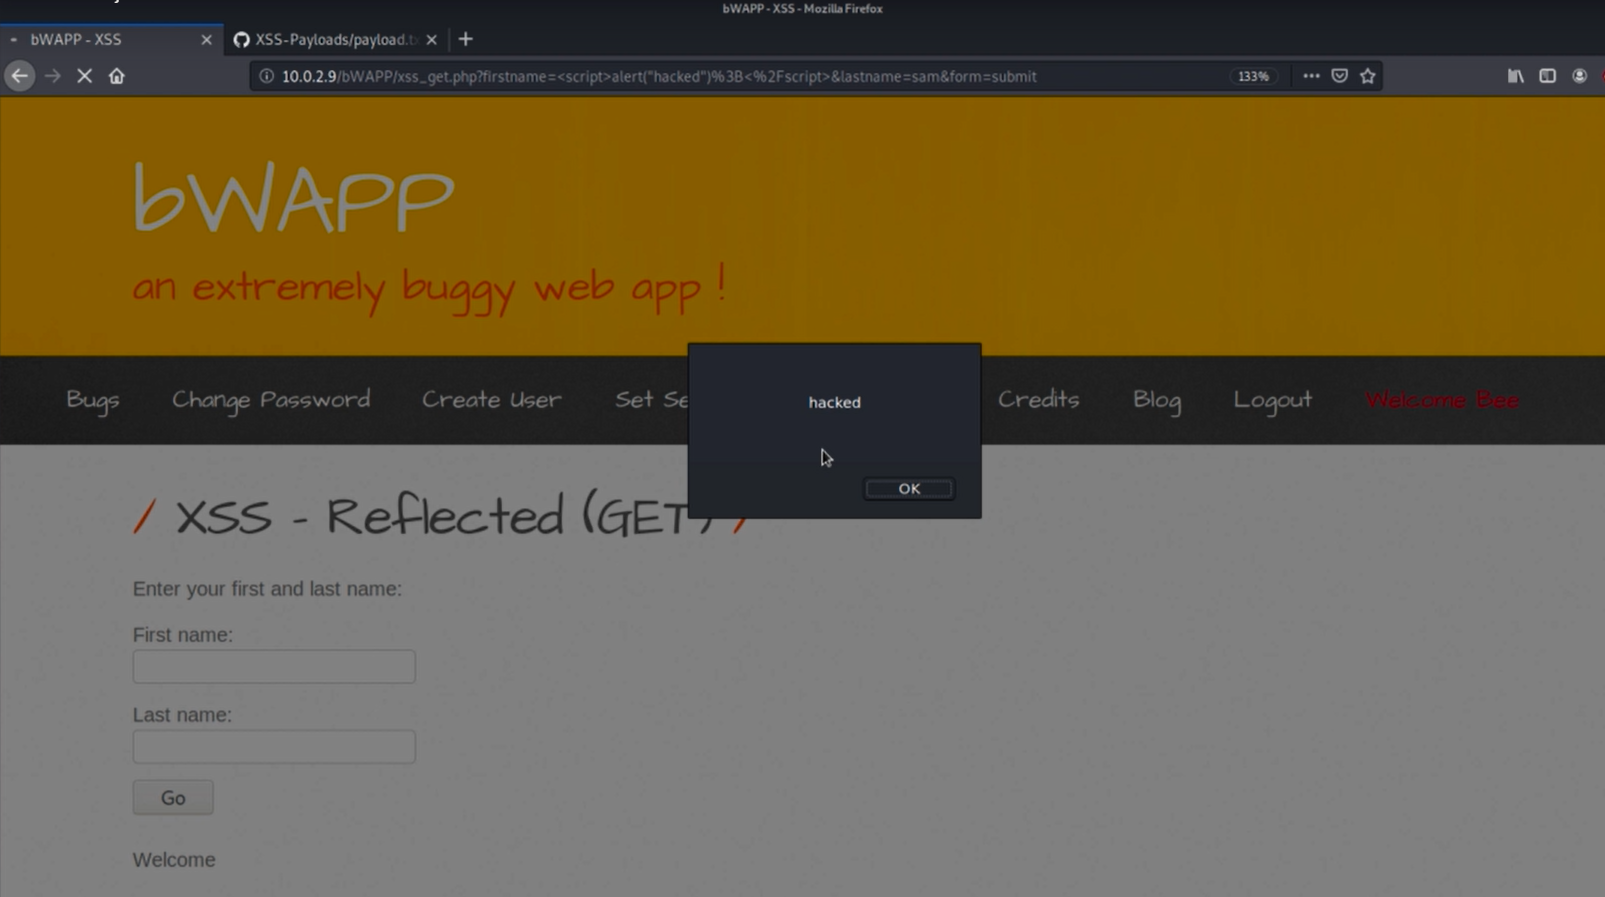 bWAPP - XSS - Mozilla Firefox
bWAPP - XSS
XSS-Payloads/payload.t
10.0.2.9/bWAPP/xss_get.php?firstname=<script>alert("hacked")%3B<%2Fscript>&lastname=sam&form=submit
133%
bWAPP
an extremely buggy web app !
Bugs Change Password Create User Set Se Credits Blog Logout Welcome Bee
hacked
OK
/ XSS - Reflected (GET) /
Enter your first and last name:
First name:
Last name:
Go
Welcome